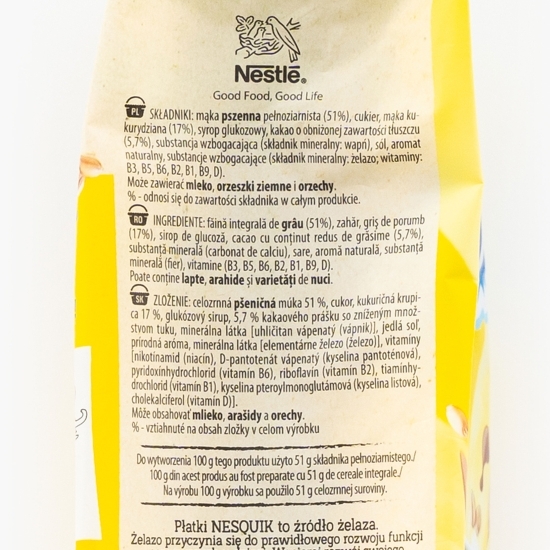 Nestlé®
Good Food, Good Life
PL SKŁADNIKI: mąka pszenna pełnoziarnista (51%), cukier, mąka ku-
kurydziana (17%), syrop glukozowy, kakao o obniżonej zawartości tłuszczu
(5,7%), substancja wzbogacająca (składnik mineralny: wapń), sól, aromat
naturalny, substancje wzbogacające (składnik mineralny: żelazo; witaminy:
B3, B5, B6, B2, B1, B9, D).
Może zawierać mleko, orzeszki ziemne i orzechy.
% - odnosi się do zawartości składnika w całym produkcie.
RO INGREDIENTE: făină integrală de grâu (51%), zahăr, griș de porumb
(17%), sirop de glucoză, cacao cu conținut redus de grăsime (5,7%),
substanță minerală (carbonat de calciu), sare, aromă naturală, substanță
minerală (fier), vitamine (B3, B5, B6, B2, B1, B9, D).
Poate conține lapte, arahide și varietăți de nuci.
SK ZLOŽENIE: celozrnná pšeničná múka 51 %, cukor, kukuričná krupi-
ca 17 %, glukózový sirup, 5,7 % kakaového prášku so zníženým množ-
stvom tuku, minerálna látka [uhličitan vápenatý (vápnik)], jedlá soľ,
prírodná aróma, minerálna látka [elementárne železo (železo)], vitamíny
[nikotínamid (niacín), D-pantotenát vápenatý (kyselina pantoténová),
pyridoxínhydrochlorid (vitamín B6), riboflavín (vitamín B2), tiamínhy-
drochlorid (vitamín B1), kyselina pteroylmonoglutámová (kyselina listová),
cholekalciferol (vitamín D)].
Môže obsahovať mlieko, arašidy a orechy.
% - vztiahnuté na obsah zložky v celom výrobku
Do wytworzenia 100 g tego produktu użyto 51 g składnika pełnoziarnistego./
100 g din acest produs au fost preparate cu 51 g de cereale integrale./
Na výrobu 100 g výrobku sa použilo 51 g celozrnnej suroviny.
Płatki NESQUIK to źródło żelaza.
Żelazo przyczynia się do prawidłowego rozwoju funkcji